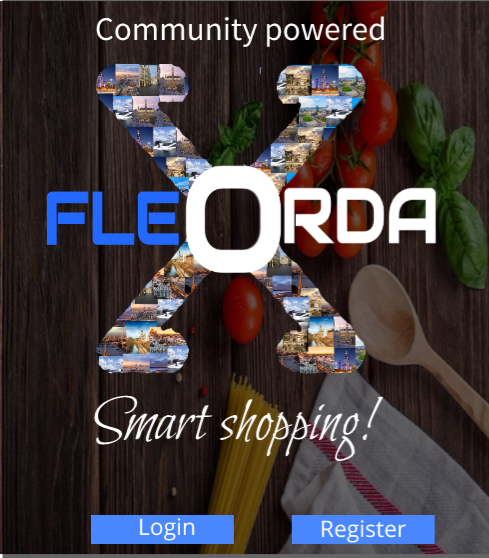 Community powered
FLEXORDA
Smart shopping!
Login
Register